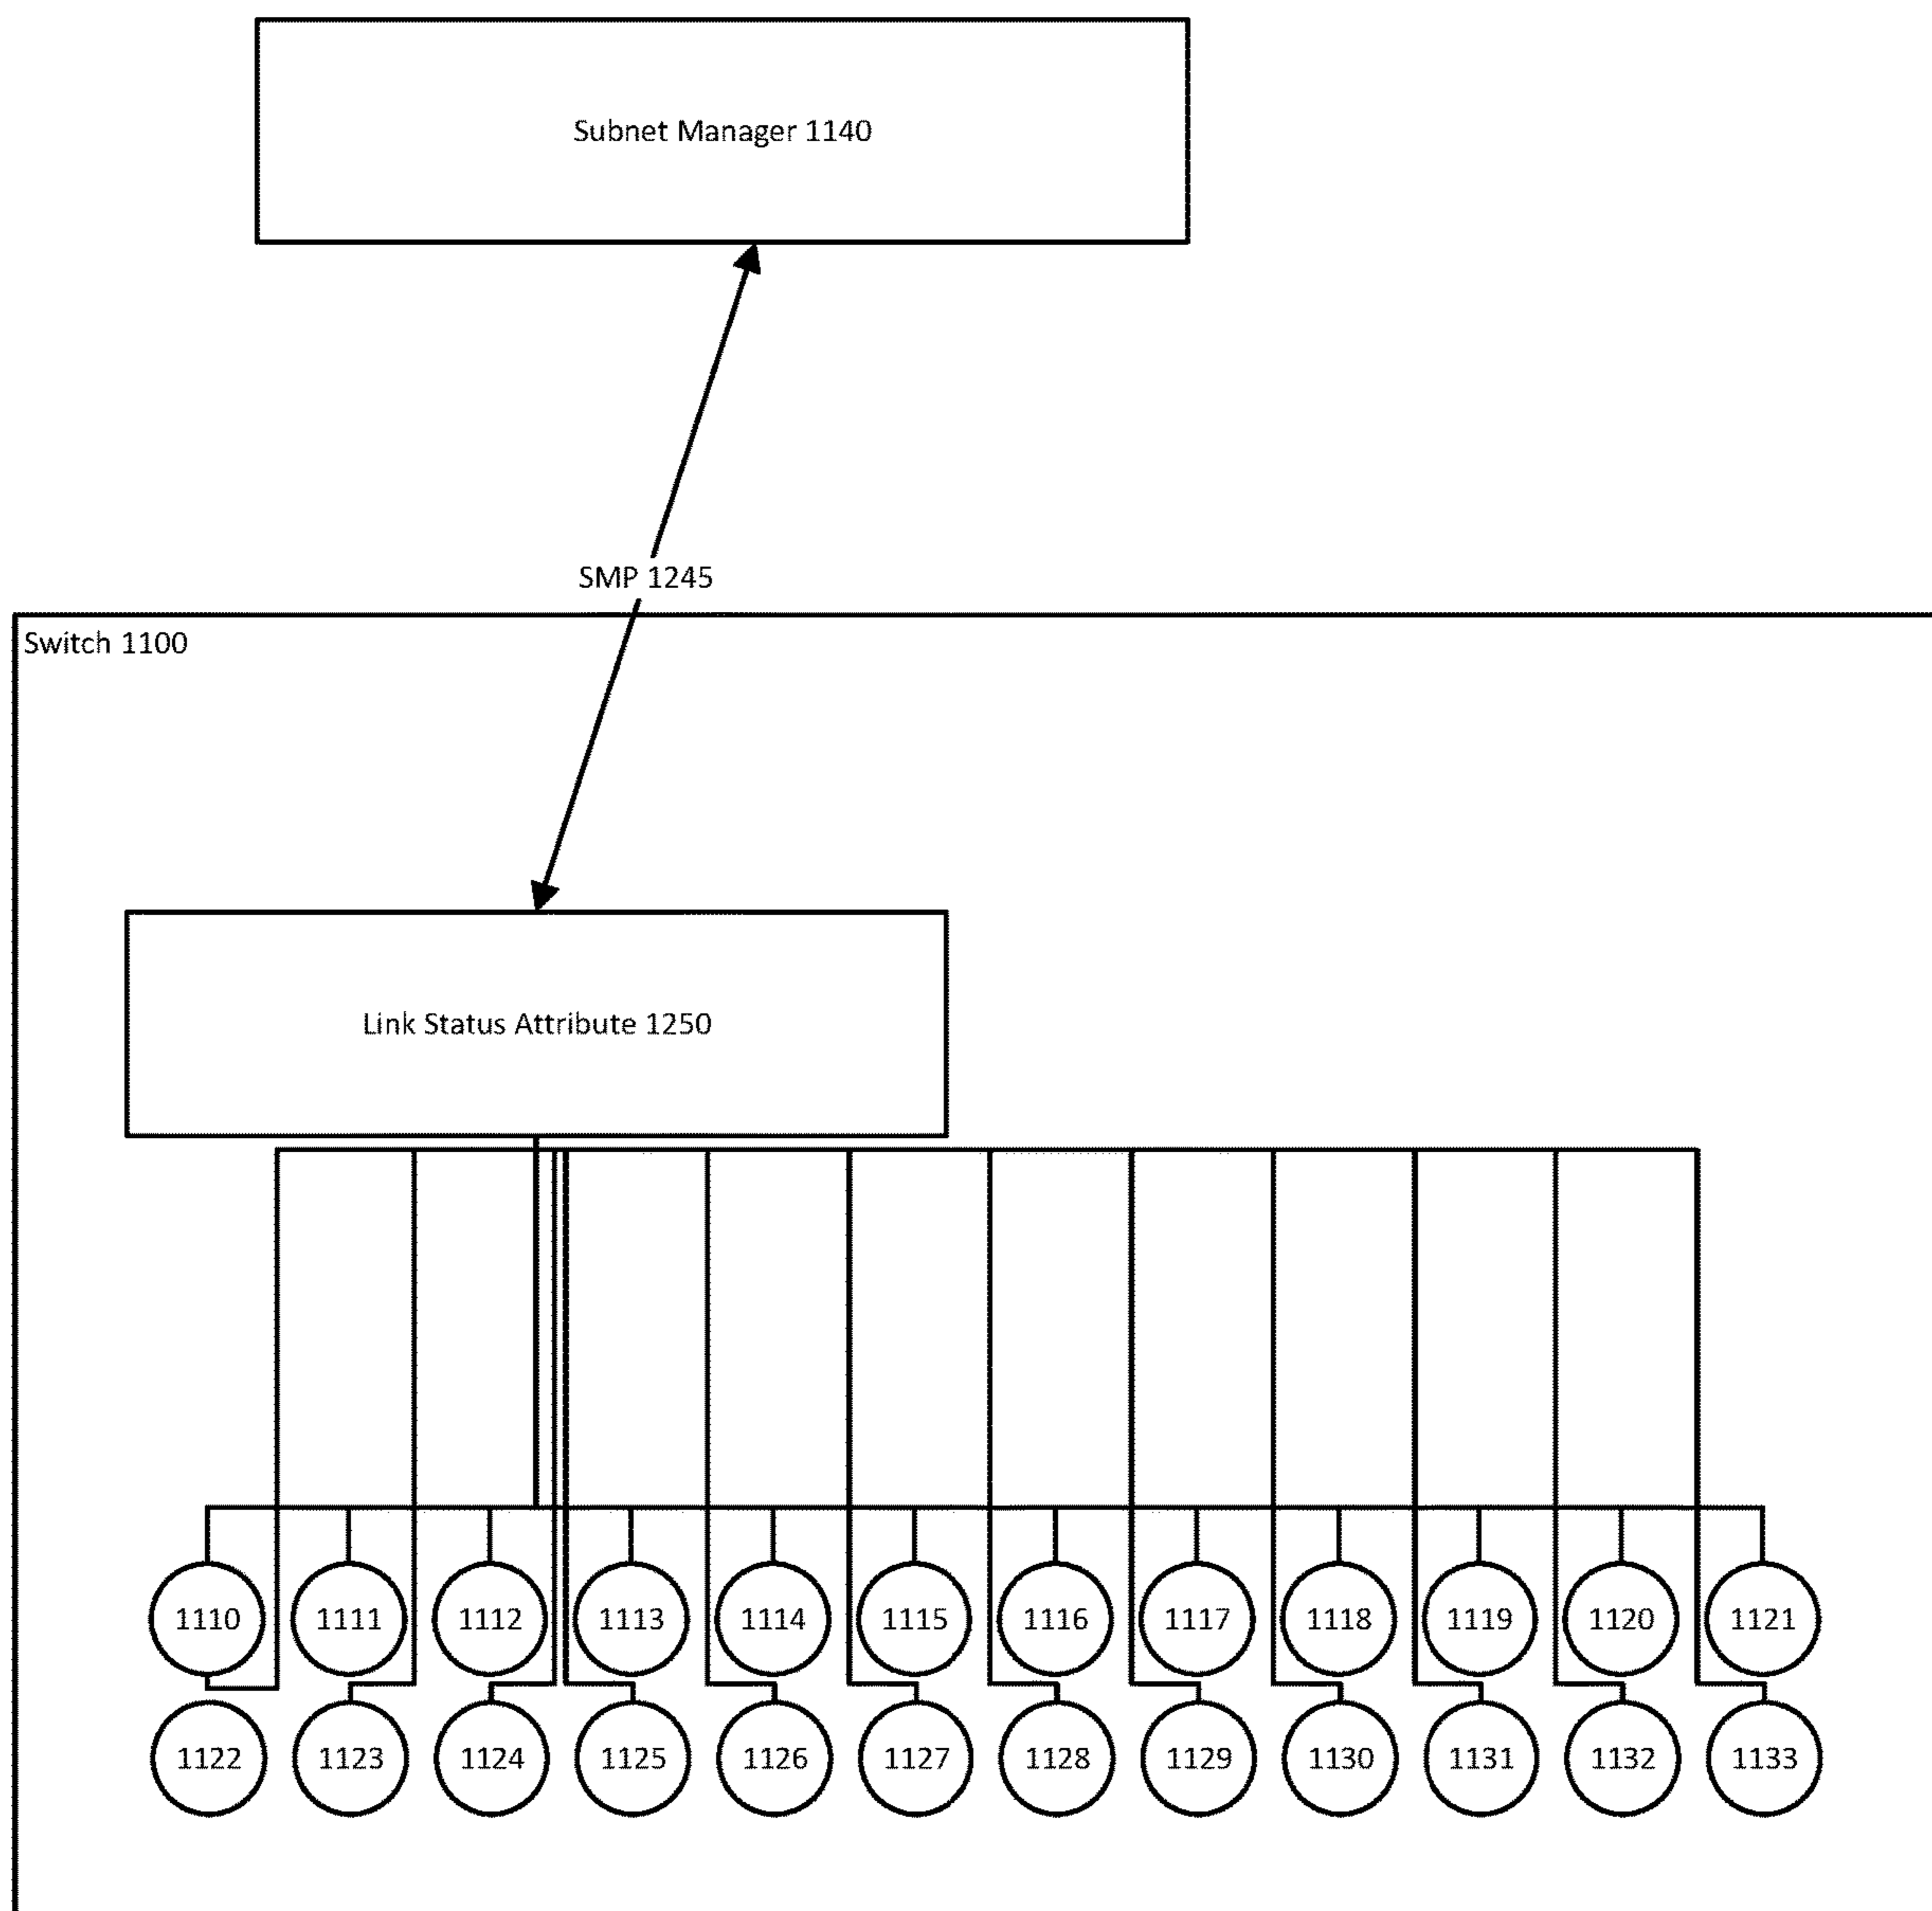 Subnet Manager 1140
SMP 1245
Switch 1100
Link Status Attribute 1250
1110 1111 1112 1113 1114 1115 1116 1117 1118 1119 1120 1121
1122 1123 1124 1125 1126 1127 1128 1129 1130 1131 1132 1133